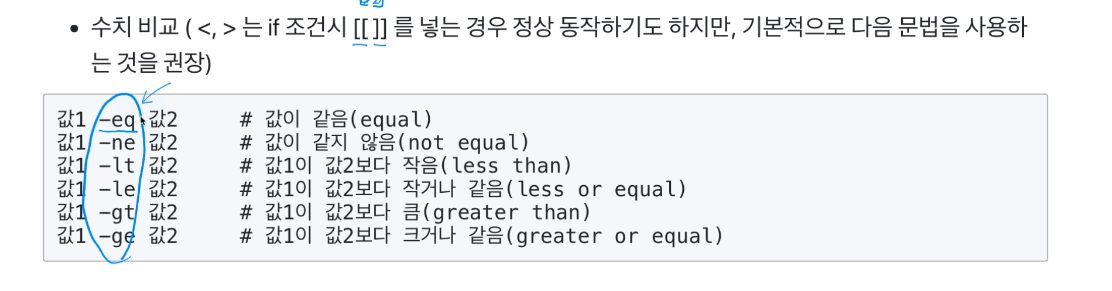 • 수치 비교 ( <, > 는 if 조건시 [[ ]] 를 넣는 경우 정상 동작하기도 하지만, 기본적으로 다음 문법을 사용하
는 것을 권장)
값1 -eq 값2 # 값이 같음(equal)
값1 -ne 값2 # 값이 같지 않음(not equal)
값1 -lt 값2 # 값1이 값2보다 작음(less than)
값1 -le 값2 # 값1이 값2보다 작거나 같음(less or equal)
값1 -gt 값2 # 값1이 값2보다 큼(greater than)
값1 -ge 값2 # 값1이 값2보다 크거나 같음(greater or equal)